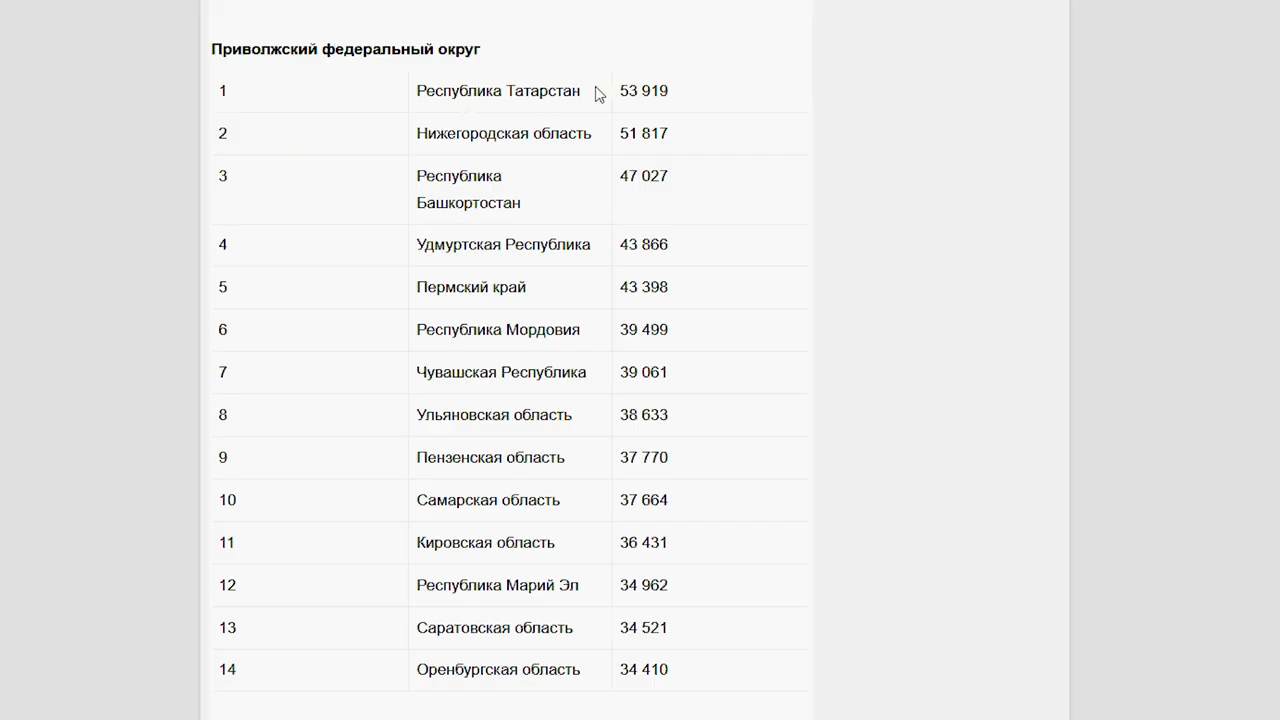 Приволжский федеральный округ
1 Республика Татарстан 53 919
2 Нижегородская область 51 817
3 Республика 47 027
Башкортостан
4 Удмуртская Республика 43 866
5 Пермский край 43 398
6 Республика Мордовия 39 499
7 Чувашская Республика 39 061
8 Ульяновская область 38 633
9 Пензенская область 37 770
10 Самарская область 37 664
11 Кировская область 36 431
12 Республика Марий Эл 34 962
13 Саратовская область 34 521
14 Оренбургская область 34 410